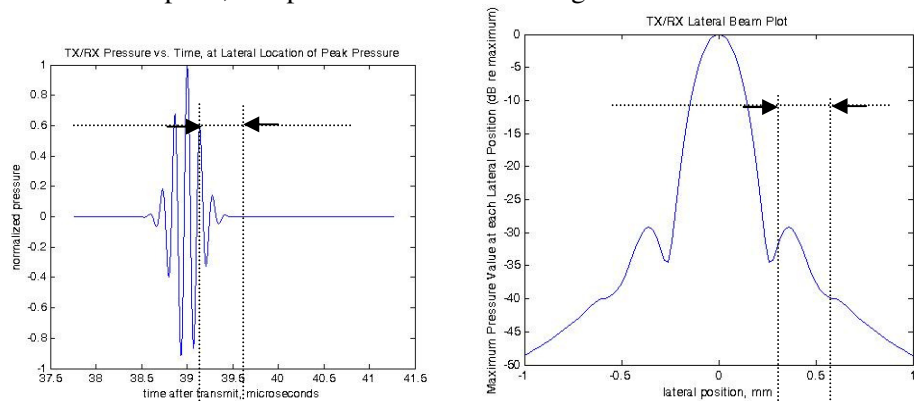 TX/RX Pressure vs. Time, at Lateral Location of Peak Pressure
normalized pressure
1
0.8
0.6
0.4
0.2
0
-0.2
-0.4
-0.6
-0.8
-1
37.5 38 38.5 39 39.5 40 40.5 41 41.5
time after transmit, microseconds
TX/RX Lateral Beam Plot
Maximum Pressure Value at each Lateral Position (dB re maximum)
0
-5
-10
-15
-20
-25
-30
-35
-40
-45
-50
-1 -0.5 0 0.5 1
lateral position, mm